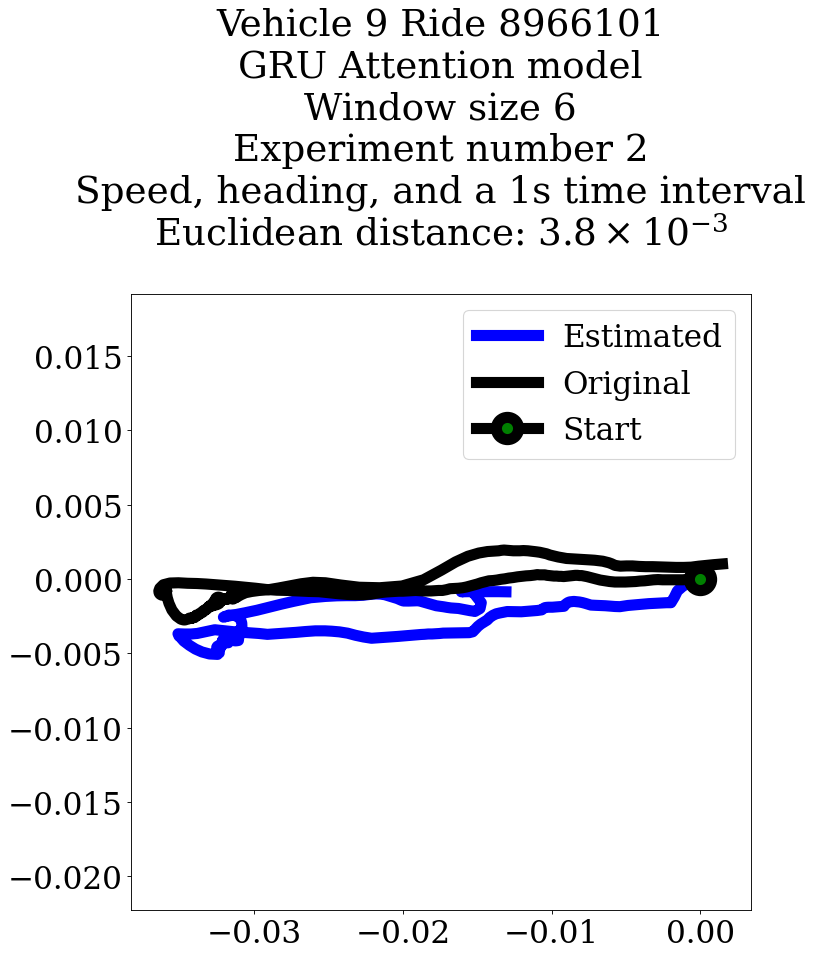 Vehicle 9 Ride 8966101
GRU Attention model
Window size 6
Experiment number 2
Speed, heading, and a 1s time interval
Euclidean distance: 3.8 × 10⁻³
Estimated
Original
Start
0.015
0.010
0.005
0.000
−0.005
−0.010
−0.015
−0.020
−0.03 −0.02 −0.01 0.00